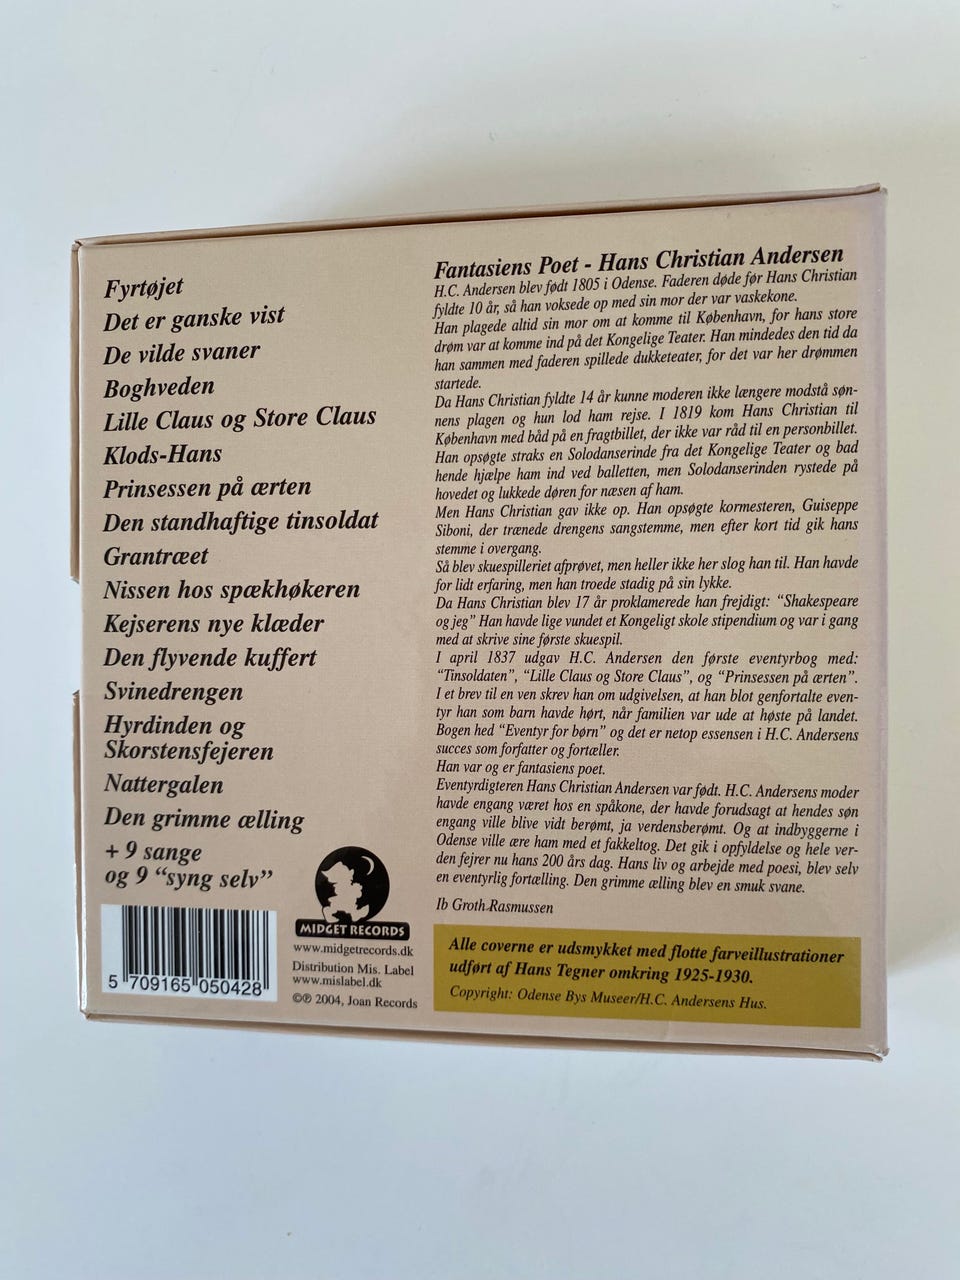 Fyrtøjet
Det er ganske vist
De vilde svaner
Boghveden
Lille Claus og Store Claus
Klods-Hans
Prinsessen på ærten
Den standhaftige tinsoldat
Grantræet
Nissen hos spækhøkeren
Kejserens nye klæder
Den flyvende kuffert
Svinedrengen
Hyrdinden og
Skorstensfejeren
Nattergalen
Den grimme ælling
+ 9 sange
og 9 “syng selv”
5 709165 050428
MIDGET RECORDS
www.midgetrecords.dk
Distribution Mis. Label
www.mislabel.dk
©℗ 2004, Joan Records
Fantasiens Poet - Hans Christian Andersen
H.C. Andersen blev født 1805 i Odense. Faderen døde før Hans Christian
fyldte 10 år, så han voksede op med sin mor der var vaskekone.
Han plagede altid sin mor om at komme til København, for hans store
drøm var at komme ind på det Kongelige Teater. Han mindedes den tid da
han sammen med faderen spillede dukketeater, for det var her drømmen
startede.
Da Hans Christian fyldte 14 år kunne moderen ikke længere modstå søn-
nens plagen og hun lod ham rejse. I 1819 kom Hans Christian til
København med båd på en fragtbillet, der ikke var råd til en personbillet.
Han opsøgte straks en Solodanserinde fra det Kongelige Teater og bad
hende hjælpe ham ind ved balletten, men Solodanserinden rystede på
hovedet og lukkede døren for næsen af ham.
Men Hans Christian gav ikke op. Han opsøgte kormesteren, Guiseppe
Siboni, der trænede drengens sangstemme, men efter kort tid gik hans
stemme i overgang.
Så blev skuespilleriet afprøvet, men heller ikke her slog han til. Han havde
for lidt erfaring, men han troede stadig på sin lykke.
Da Hans Christian blev 17 år proklamerede han frejdigt: “Shakespeare
og jeg” Han havde lige vundet et Kongeligt skole stipendium og var i gang
med at skrive sine første skuespil.
I april 1837 udgav H.C. Andersen den første eventyrbog med:
“Tinsoldaten”, “Lille Claus og Store Claus”, og “Prinsessen på ærten”.
I et brev til en ven skrev han om udgivelsen, at han blot genfortalte even-
tyr han som barn havde hørt, når familien var ude at høste på landet.
Bogen hed “Eventyr for børn” og det er netop essensen i H.C. Andersens
succes som forfatter og fortæller.
Han var og er fantasiens poet.
Eventyrdigteren Hans Christian Andersen var født. H.C. Andersens moder
havde engang været hos en spåkone, der havde forudsagt at hendes søn
engang ville blive vidt berømt, ja verdensberømt. Og at indbyggerne i
Odense ville ære ham med et fakkeltog. Det gik i opfyldelse og hele ver-
den fejrer nu hans 200 års dag. Hans liv og arbejde med poesi, blev selv
en eventyrlig fortælling. Den grimme ælling blev en smuk svane.
Ib Groth-Rasmussen
Alle coverne er udsmykket med flotte farveillustrationer
udført af Hans Tegner omkring 1925-1930.
Copyright: Odense Bys Museer/H.C. Andersens Hus.